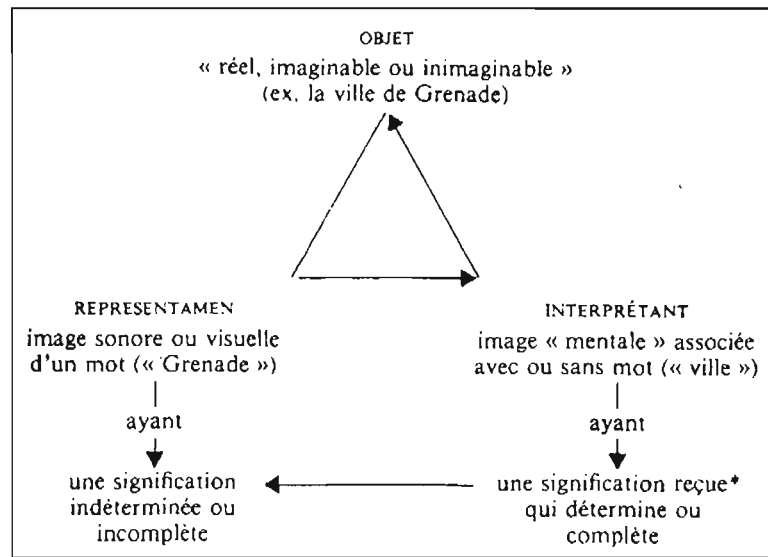 OBJET
« réel, imaginable ou inimaginable »
(ex. la ville de Grenade)
REPRESENTAMEN
image sonore ou visuelle
d'un mot (« Grenade »)
ayant
une signification
indéterminée ou
incomplète
INTERPRÉTANT
image « mentale » associée
avec ou sans mot (« ville »)
ayant
une signification reçue*
qui détermine ou
complète